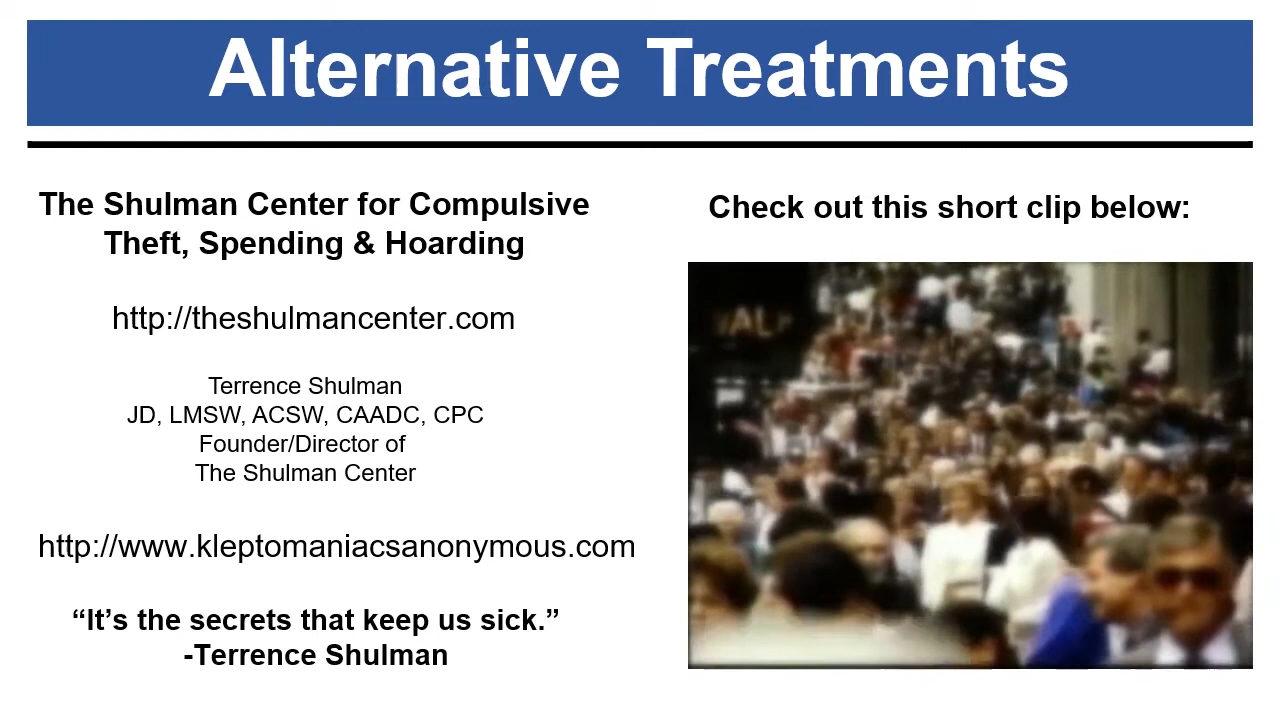 Alternative Treatments
The Shulman Center for Compulsive
Theft, Spending & Hoarding
http://theshulmancenter.com
Terrence Shulman
JD, LMSW, ACSW, CAADC, CPC
Founder/Director of
The Shulman Center
http://www.kleptomaniacsanonymous.com
“It’s the secrets that keep us sick.”
-Terrence Shulman
Check out this short clip below: